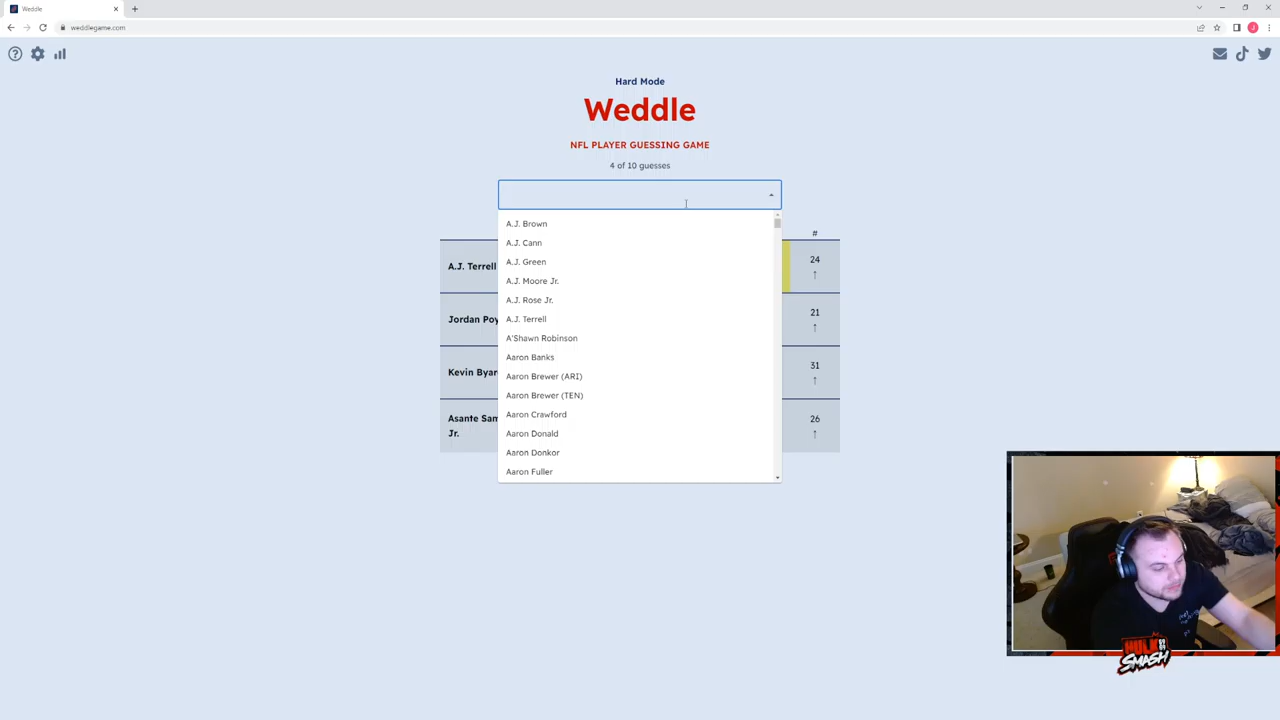 Weddle
weddlegame.com
Hard Mode
Weddle
NFL PLAYER GUESSING GAME
4 of 10 guesses
#
A.J. Brown
A.J. Cann
A.J. Green
A.J. Moore Jr.
A.J. Rose Jr.
A.J. Terrell
A'Shawn Robinson
Aaron Banks
Aaron Brewer (ARI)
Aaron Brewer (TEN)
Aaron Crawford
Aaron Donald
Aaron Donkor
Aaron Fuller
A.J. Terrell
24
↑
Jordan Poy
21
↑
Kevin Byar
31
↑
Asante Sam
Jr.
26
↑
HULK
SMASH